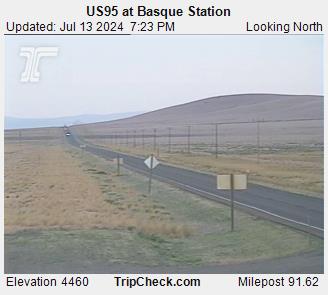 US95 at Basque Station
Updated: Jul 13 2024 7:23 PM Looking North
Elevation 4460 TripCheck.com Milepost 91.62